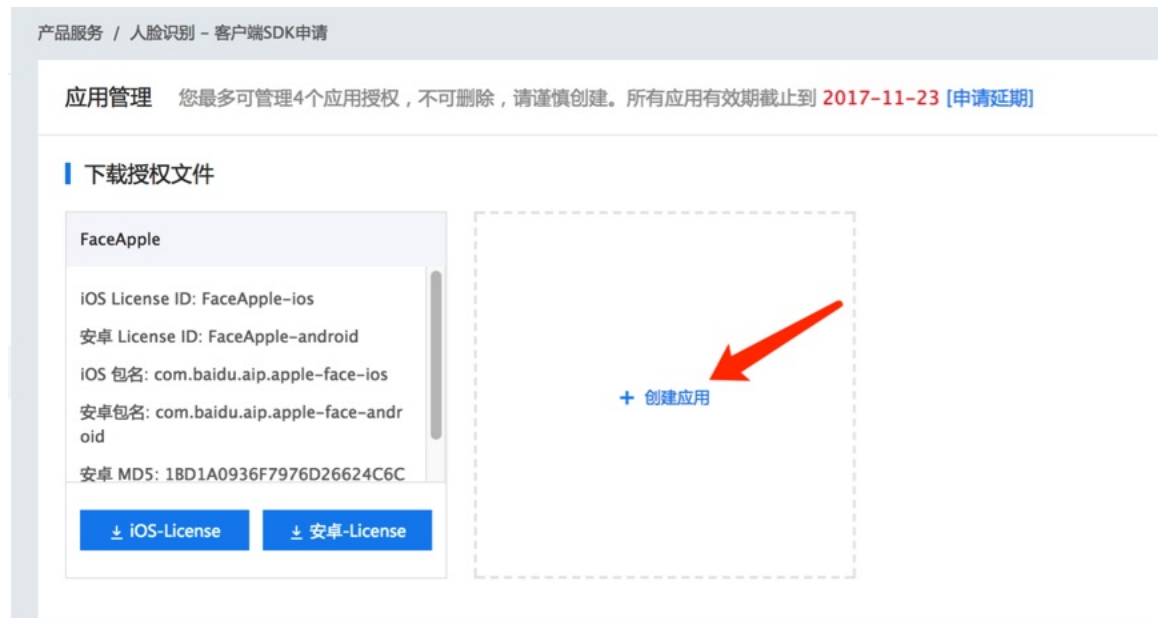 产品服务 / 人脸识别 – 客户端SDK申请
应用管理 您最多可管理4个应用授权，不可删除，请谨慎创建。所有应用有效期截止到 2017-11-23 [申请延期]
下载授权文件
FaceApple
iOS License ID: FaceApple-ios
安卓 License ID: FaceApple-android
iOS 包名: com.baidu.aip.apple-face-ios
安卓包名: com.baidu.aip.apple-face-andr
oid
安卓 MD5: 1BD1A0936F7976D26624C6C
iOS-License
安卓-License
+ 创建应用